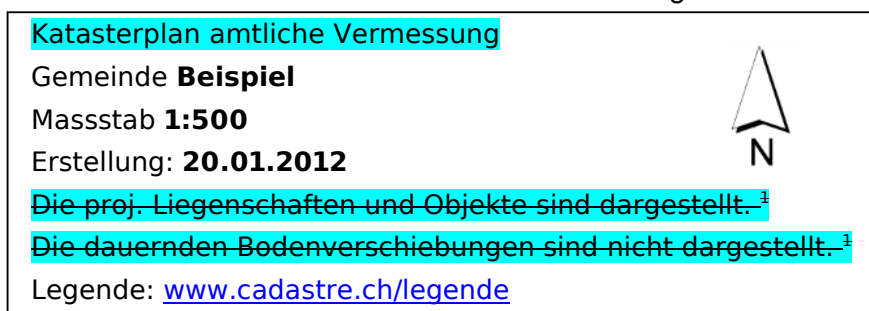 Katasterplan amtliche Vermessung
Gemeinde Beispiel
Massstab 1:500
Erstellung: 20.01.2012
N
Die proj. Liegenschaften und Objekte sind dargestellt. 1
Die dauernden Bodenverschiebungen sind nicht dargestellt. 1
Legende: www.cadastre.ch/legende